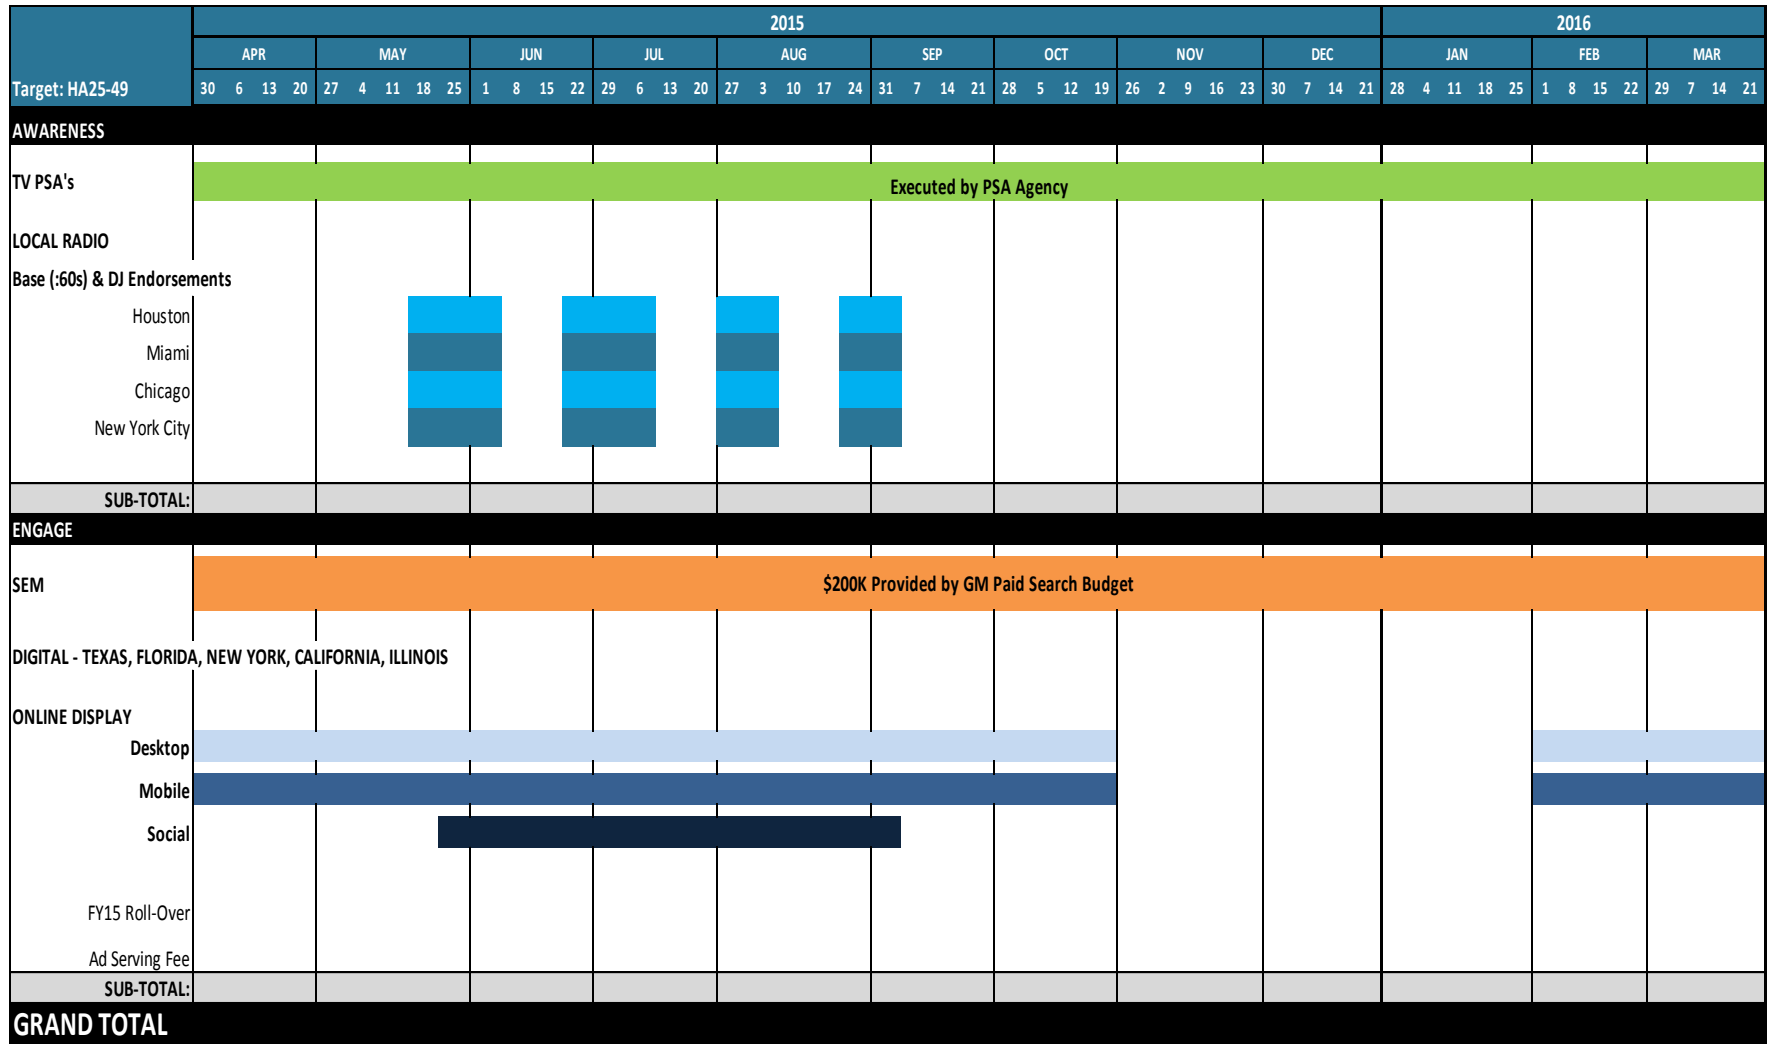 2015 2016
APR MAY JUN JUL AUG SEP OCT NOV DEC JAN FEB MAR
Target: HA25-49 30 6 13 20 27 4 11 18 25 1 8 15 22 29 6 13 20 27 3 10 17 24 31 7 14 21 28 5 12 19 26 2 9 16 23 30 7 14 21 28 4 11 18 25 1 8 15 22 29 7 14 21
AWARENESS
TV PSA's Executed by PSA Agency
LOCAL RADIO
Base (:60s) & DJ Endorsements
Houston
Miami
Chicago
New York City
SUB-TOTAL:
ENGAGE
SEM $200K Provided by GM Paid Search Budget
DIGITAL - TEXAS, FLORIDA, NEW YORK, CALIFORNIA, ILLINOIS
ONLINE DISPLAY
Desktop
Mobile
Social
FY15 Roll-Over
Ad Serving Fee
SUB-TOTAL:
GRAND TOTAL